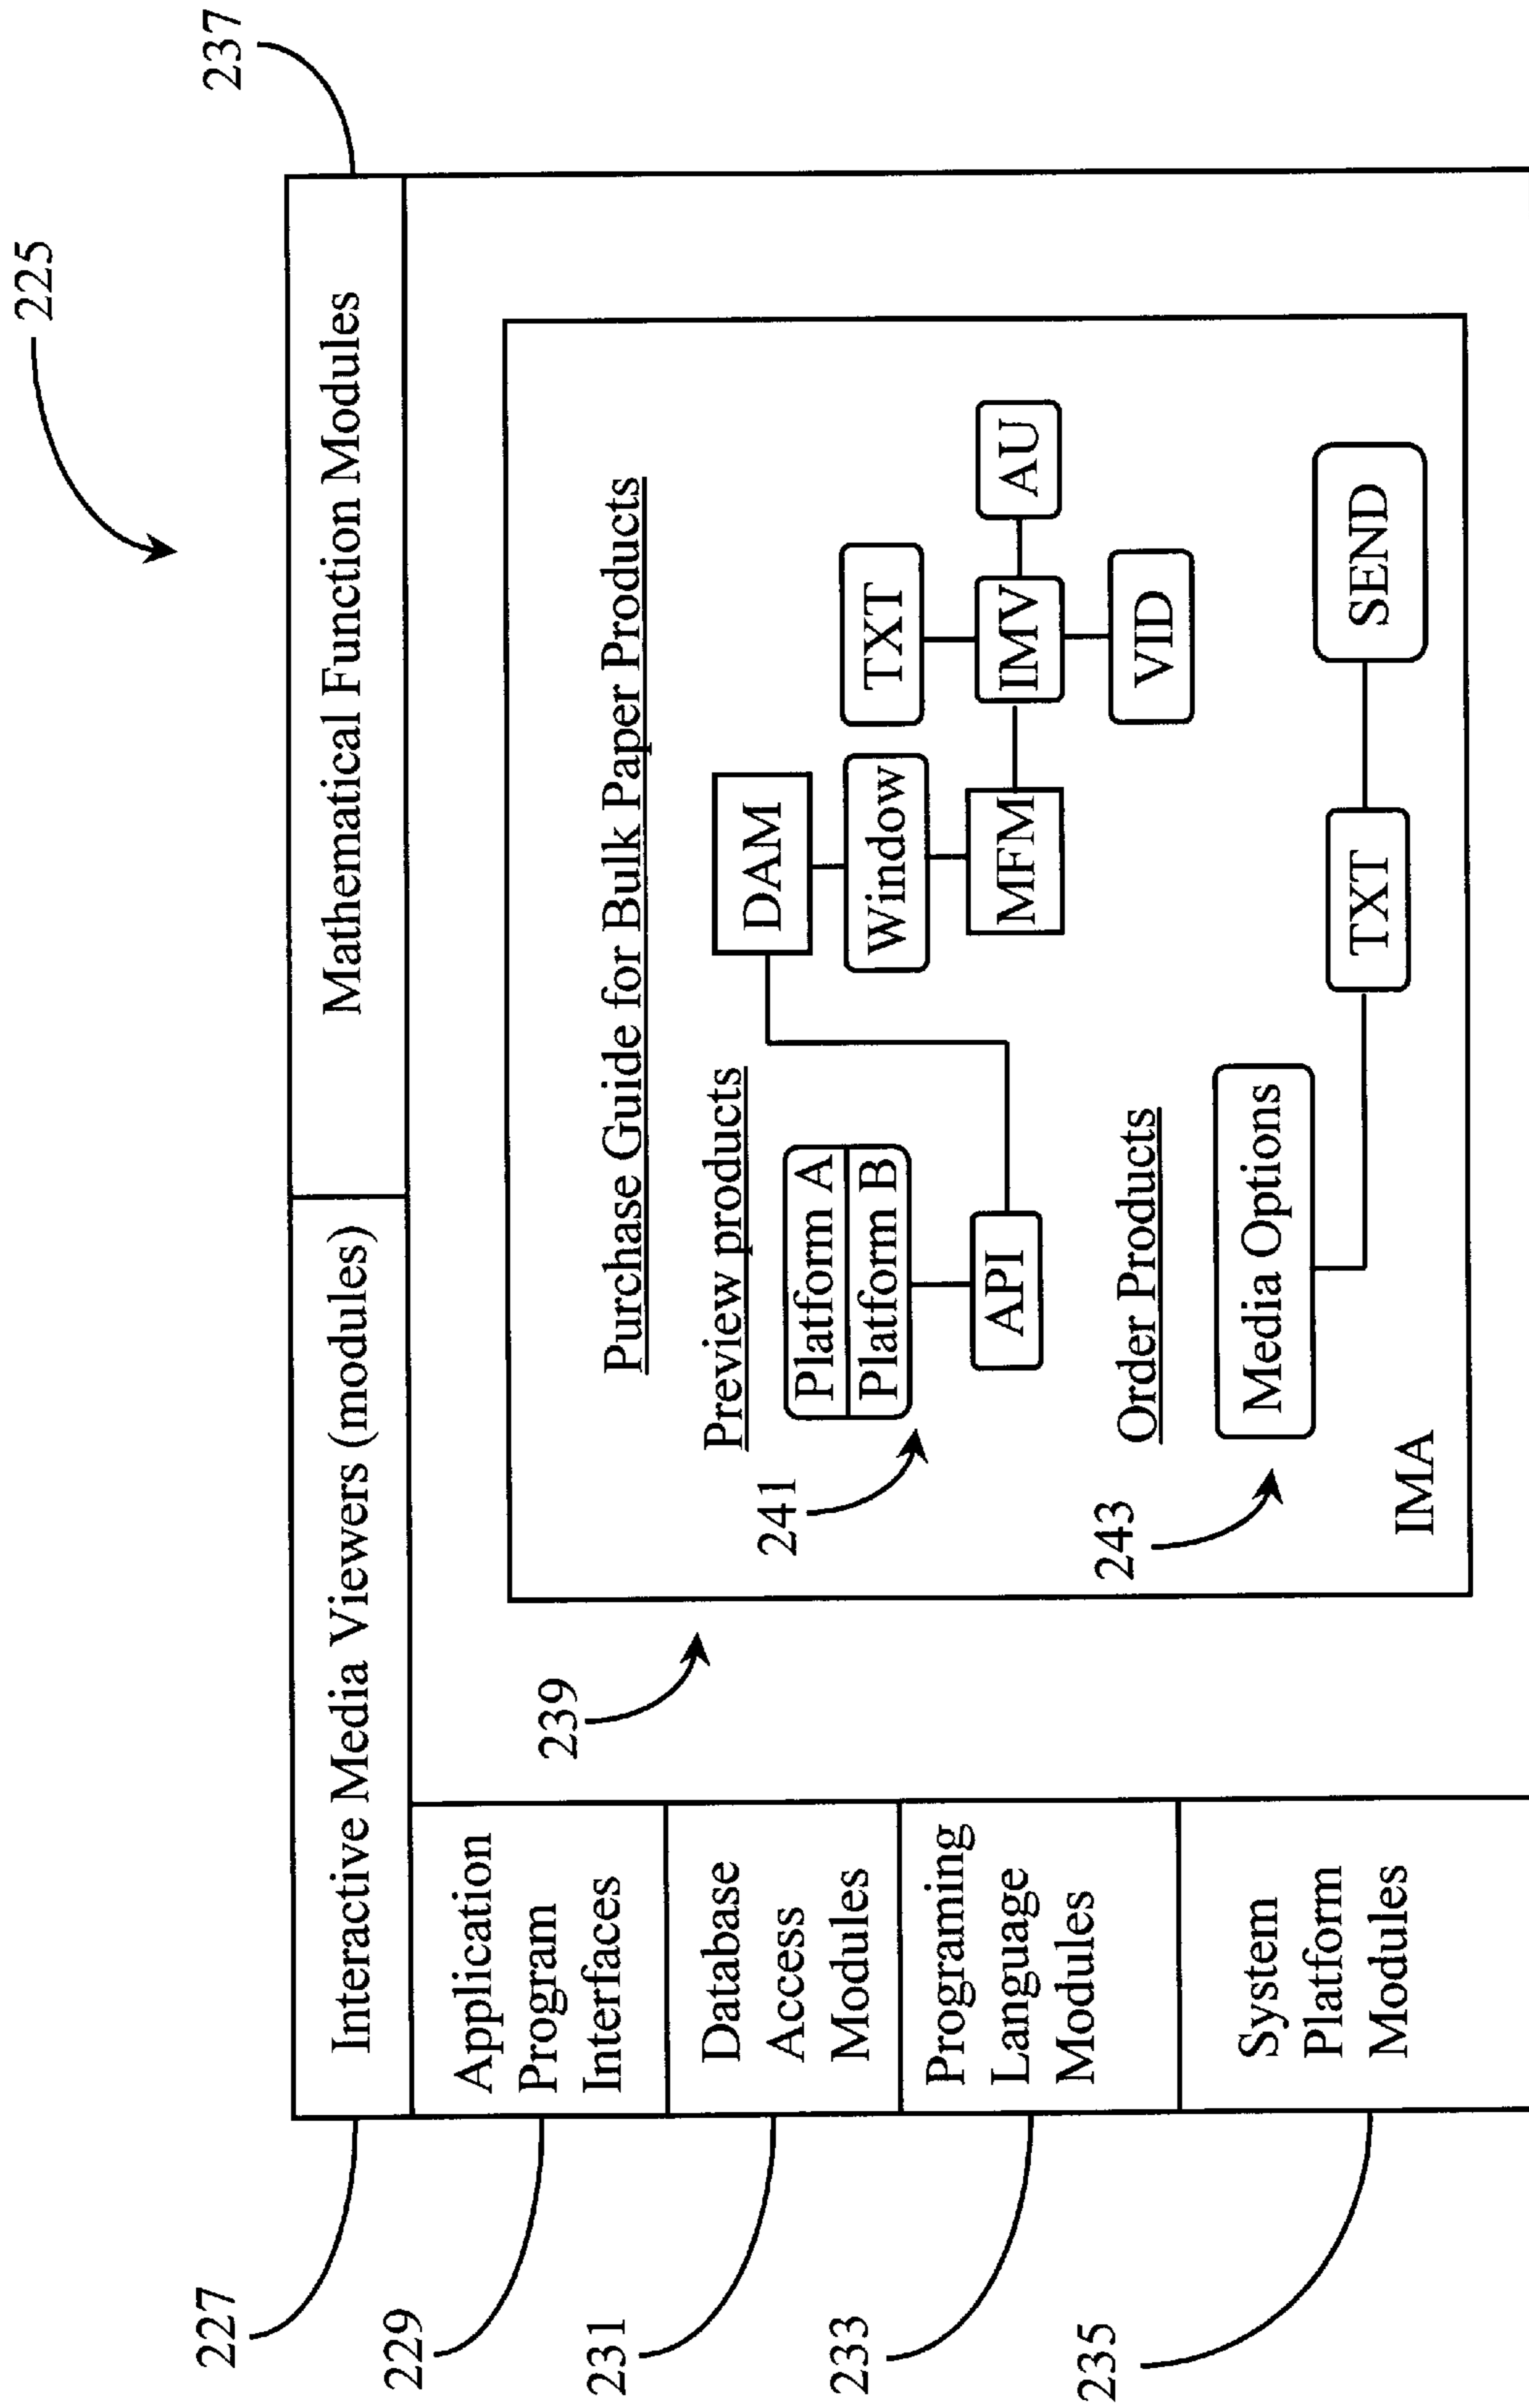 225
237
227
Interactive Media Viewers (modules)
Mathematical Function Modules
229
Application
Program
Interfaces
231
Database
Access
Modules
233
Programing
Language
Modules
235
System
Platform
Modules
239
Purchase Guide for Bulk Paper Products
Preview products
241
Platform A
Platform B
API
DAM
Window
MFM
TXT
IMV
AU
VID
Order Products
243
Media Options
TXT
SEND
IMA